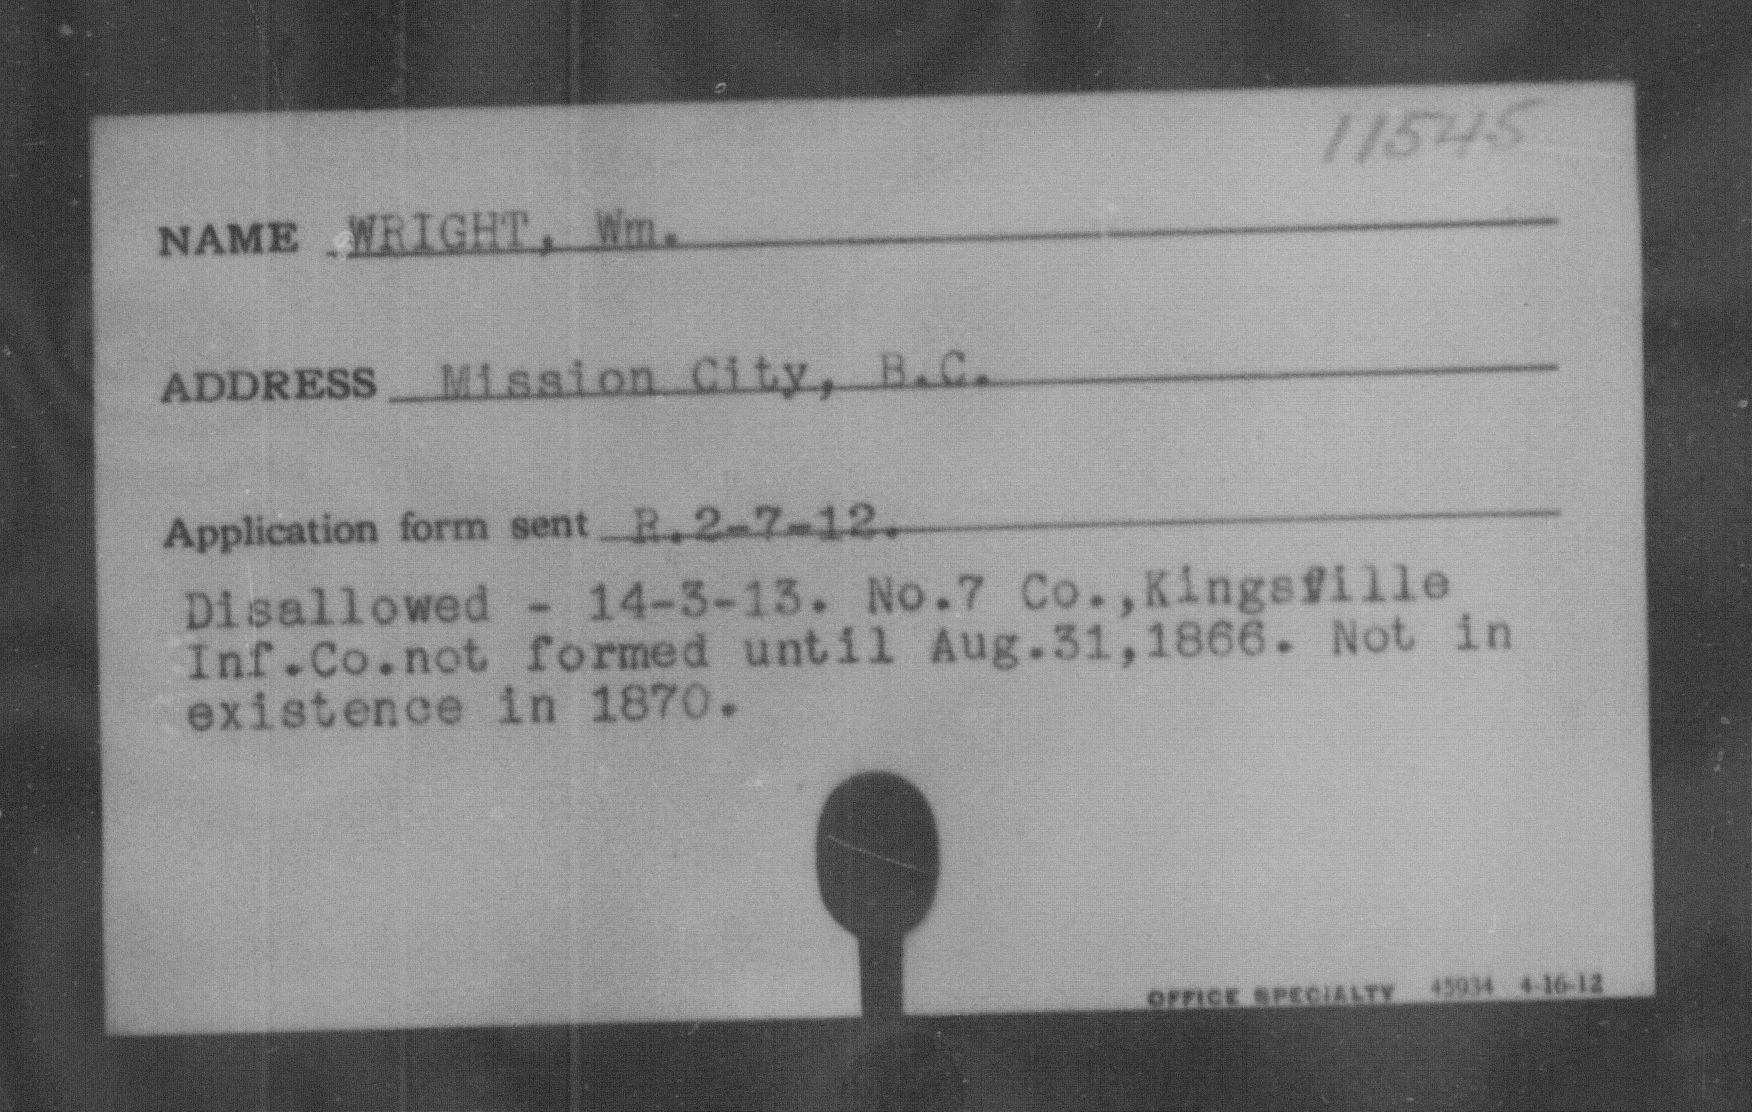 11545
NAME WRIGHT, Wm.
ADDRESS Mission City, B.C.
Application form sent R.2-7-12.
Disallowed - 14-3-13. No.7 Co.,Kingsville
Inf.Co.not formed until Aug.31,1866. Not in
existence in 1870.
OFFICE SPECIALTY 45934 4-16-12